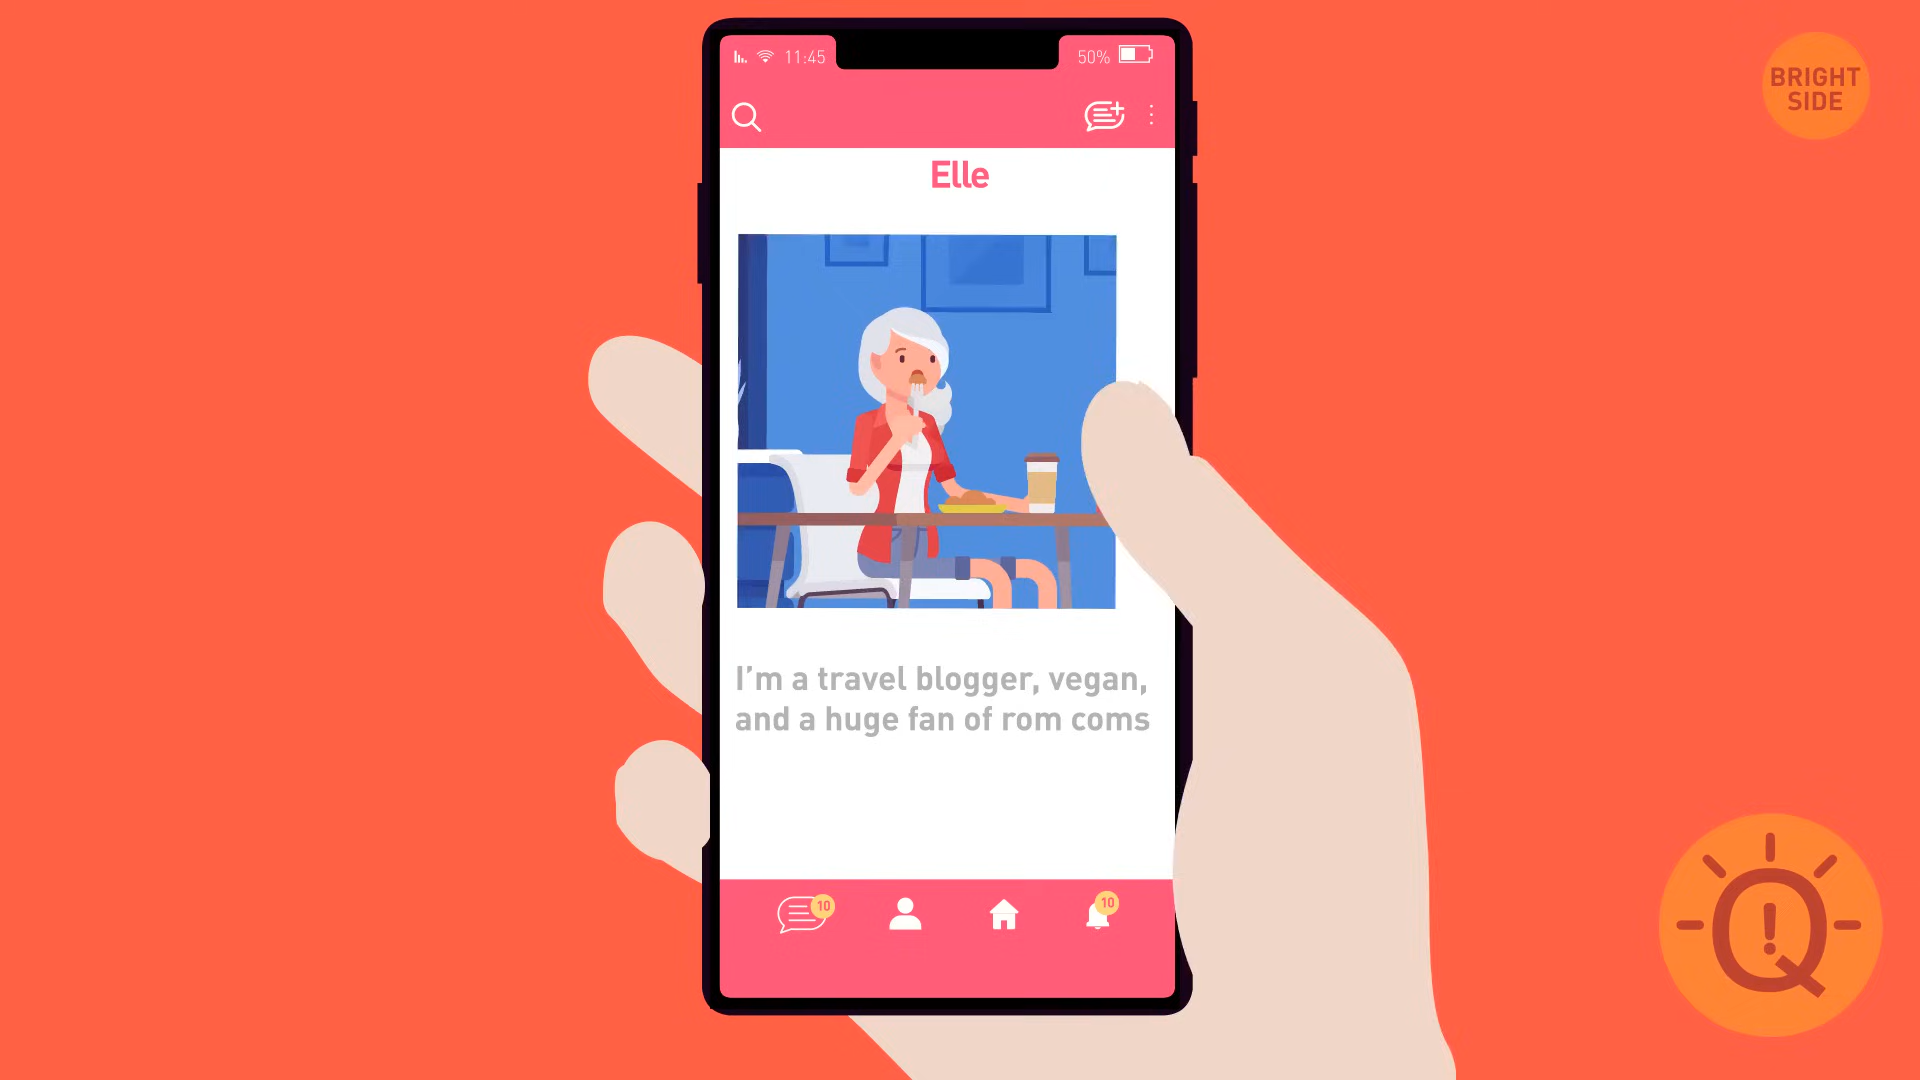 11:45
50%
BRIGHT
SIDE
Elle
I'm a travel blogger, vegan,
and a huge fan of rom coms
10
10
Q!